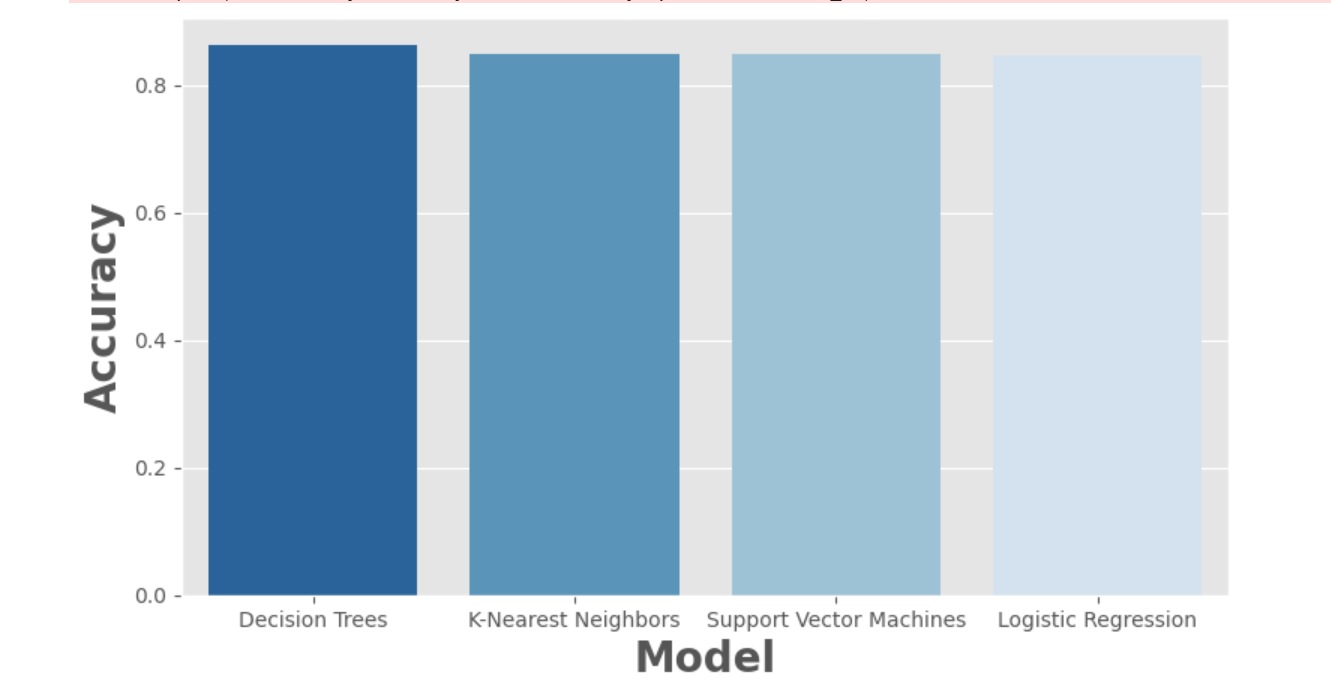 0.8
0.6
0.4
0.2
0.0
Accuracy
Decision Trees
K-Nearest Neighbors
Support Vector Machines
Logistic Regression
Model